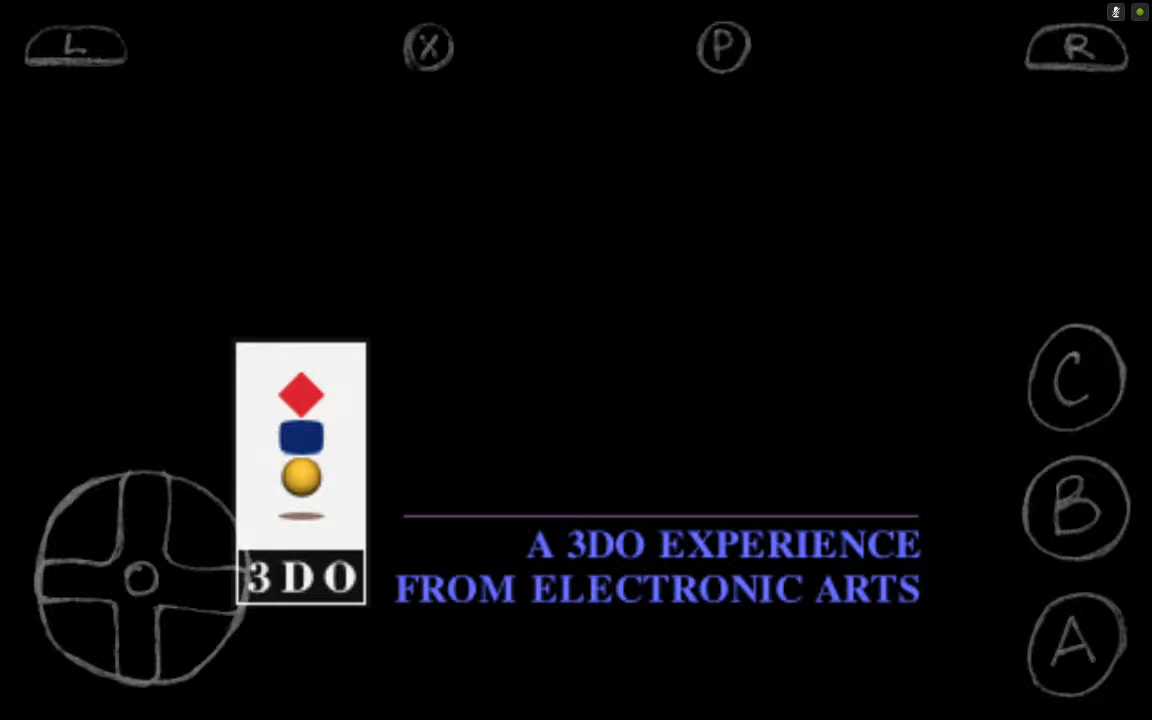 L
X
P
R
C
B
A
3DO
A 3DO EXPERIENCE
FROM ELECTRONIC ARTS